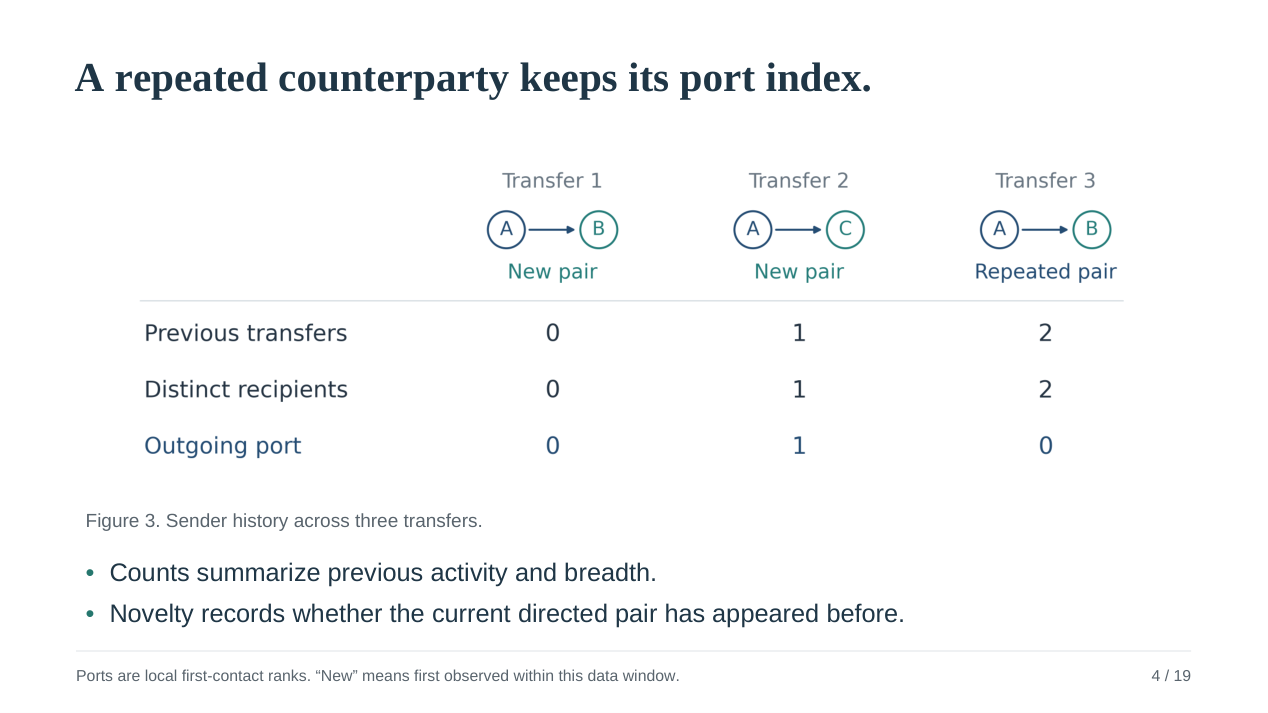 A repeated counterparty keeps its port index.
Transfer 1 Transfer 2 Transfer 3
A B A C A B
New pair New pair Repeated pair
Previous transfers 0 1 2
Distinct recipients 0 1 2
Outgoing port 0 1 0
Figure 3. Sender history across three transfers.
• Counts summarize previous activity and breadth.
• Novelty records whether the current directed pair has appeared before.
Ports are local first-contact ranks. “New” means first observed within this data window. 4 / 19